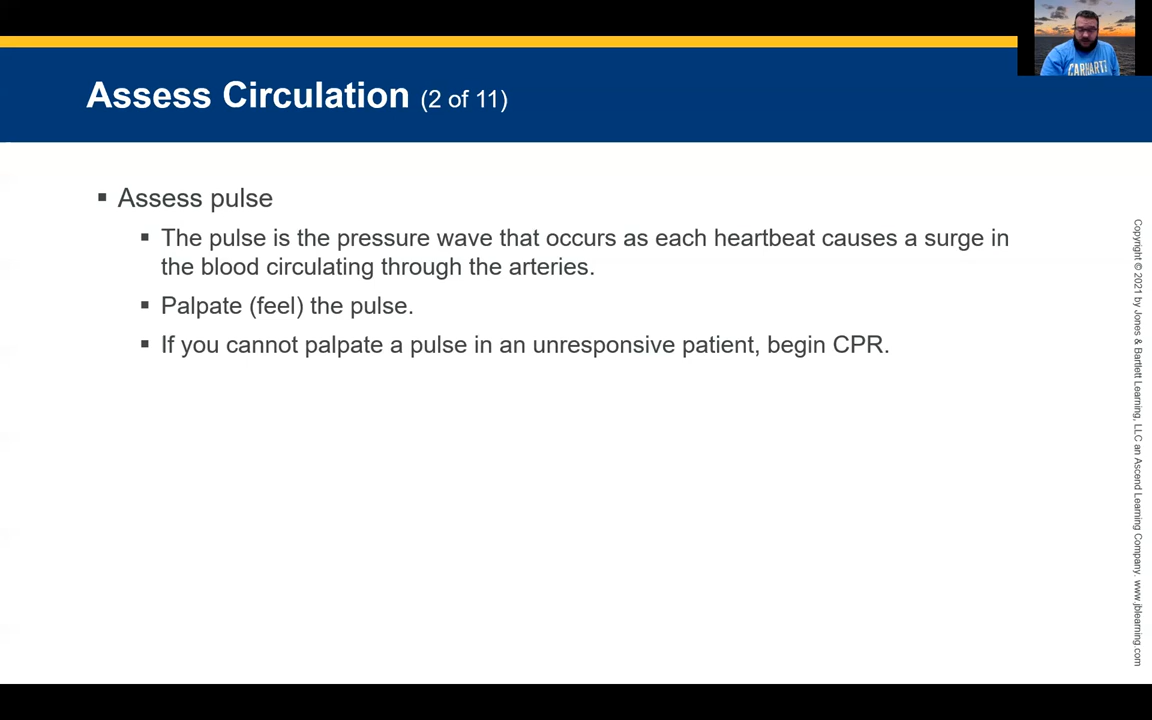 Assess Circulation (2 of 11)
▪ Assess pulse
▪ The pulse is the pressure wave that occurs as each heartbeat causes a surge in
the blood circulating through the arteries.
▪ Palpate (feel) the pulse.
▪ If you cannot palpate a pulse in an unresponsive patient, begin CPR.
Copyright © 2021 by Jones & Bartlett Learning, LLC an Ascend Learning Company. www.jblearning.com
CARHARTT